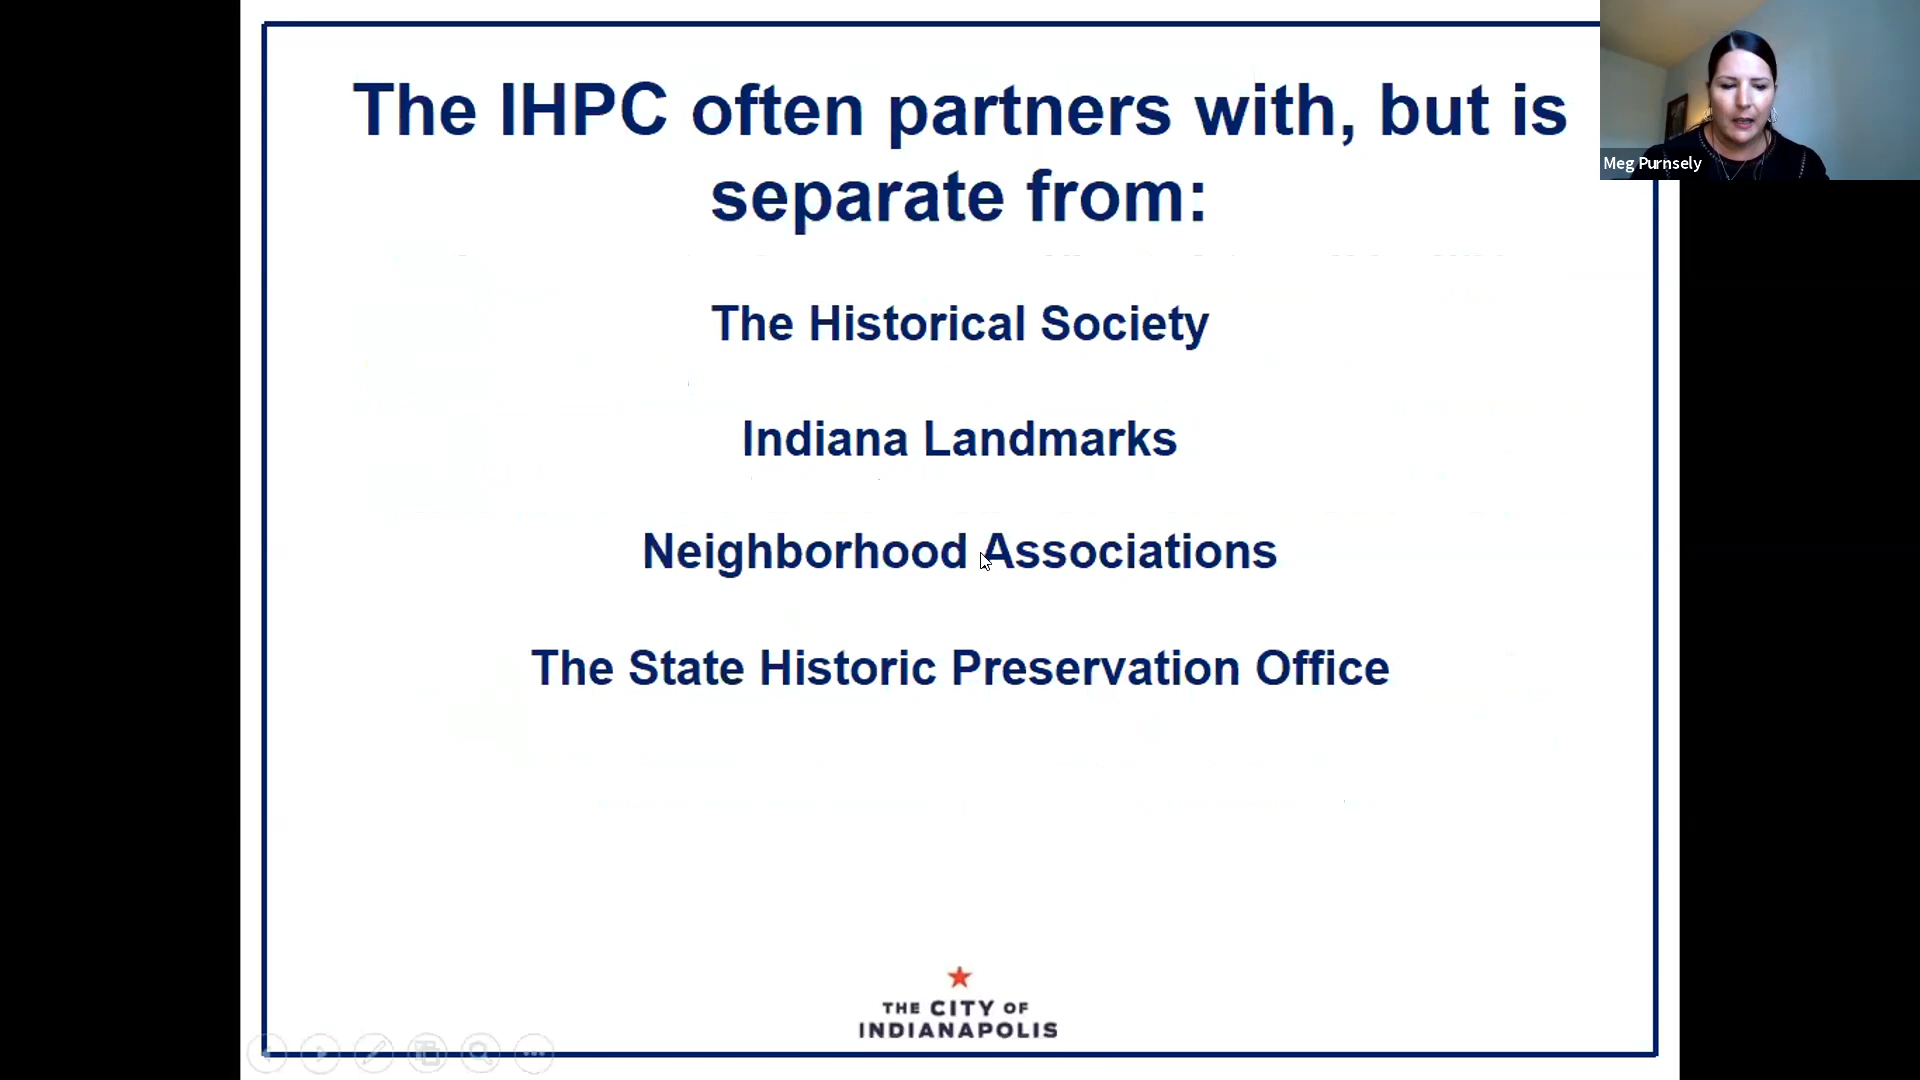 The IHPC often partners with, but is
separate from:
Meg Purnsely
The Historical Society
Indiana Landmarks
Neighborhood Associations
The State Historic Preservation Office
THE CITY OF
INDIANAPOLIS